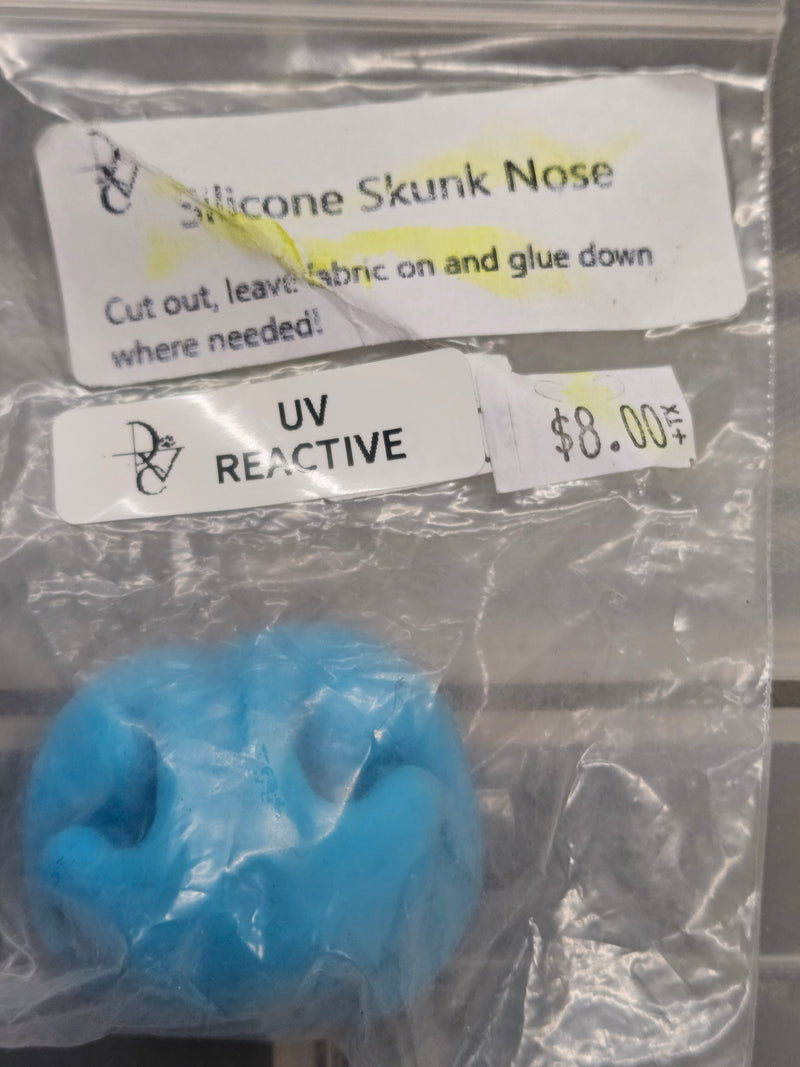 Silicone Skunk Nose
Cut out, leave fabric on and glue down
where needed!
UV
REACTIVE
$8.00